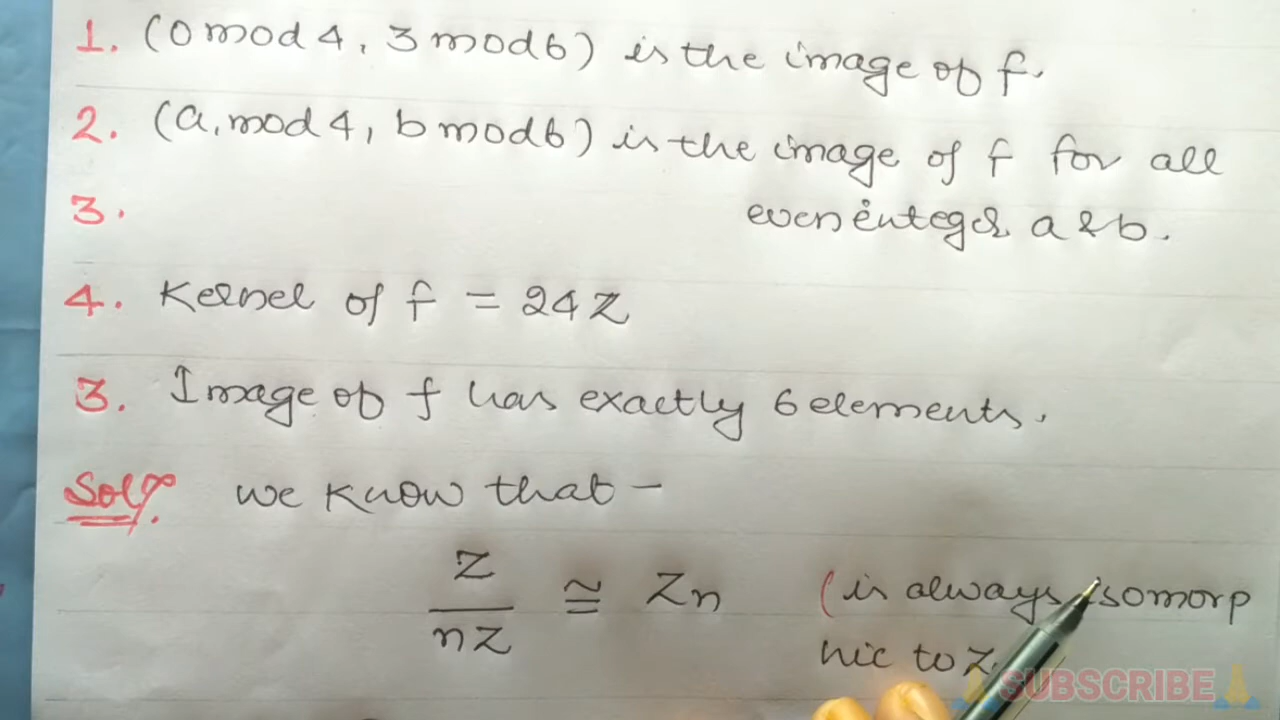 1. (0 mod 4, 3 mod 6) is the image of f.
2. (a, mod 4, b mod 6) is the image of f for all
3. even integer a & b.
4. Kernel of f = 24Z
3. Image of f has exactly 6 elements.
Solⁿ. we know that -
Z
nZ ≅ Zn (is always isomorp
hic to Z
SUBSCRIBE